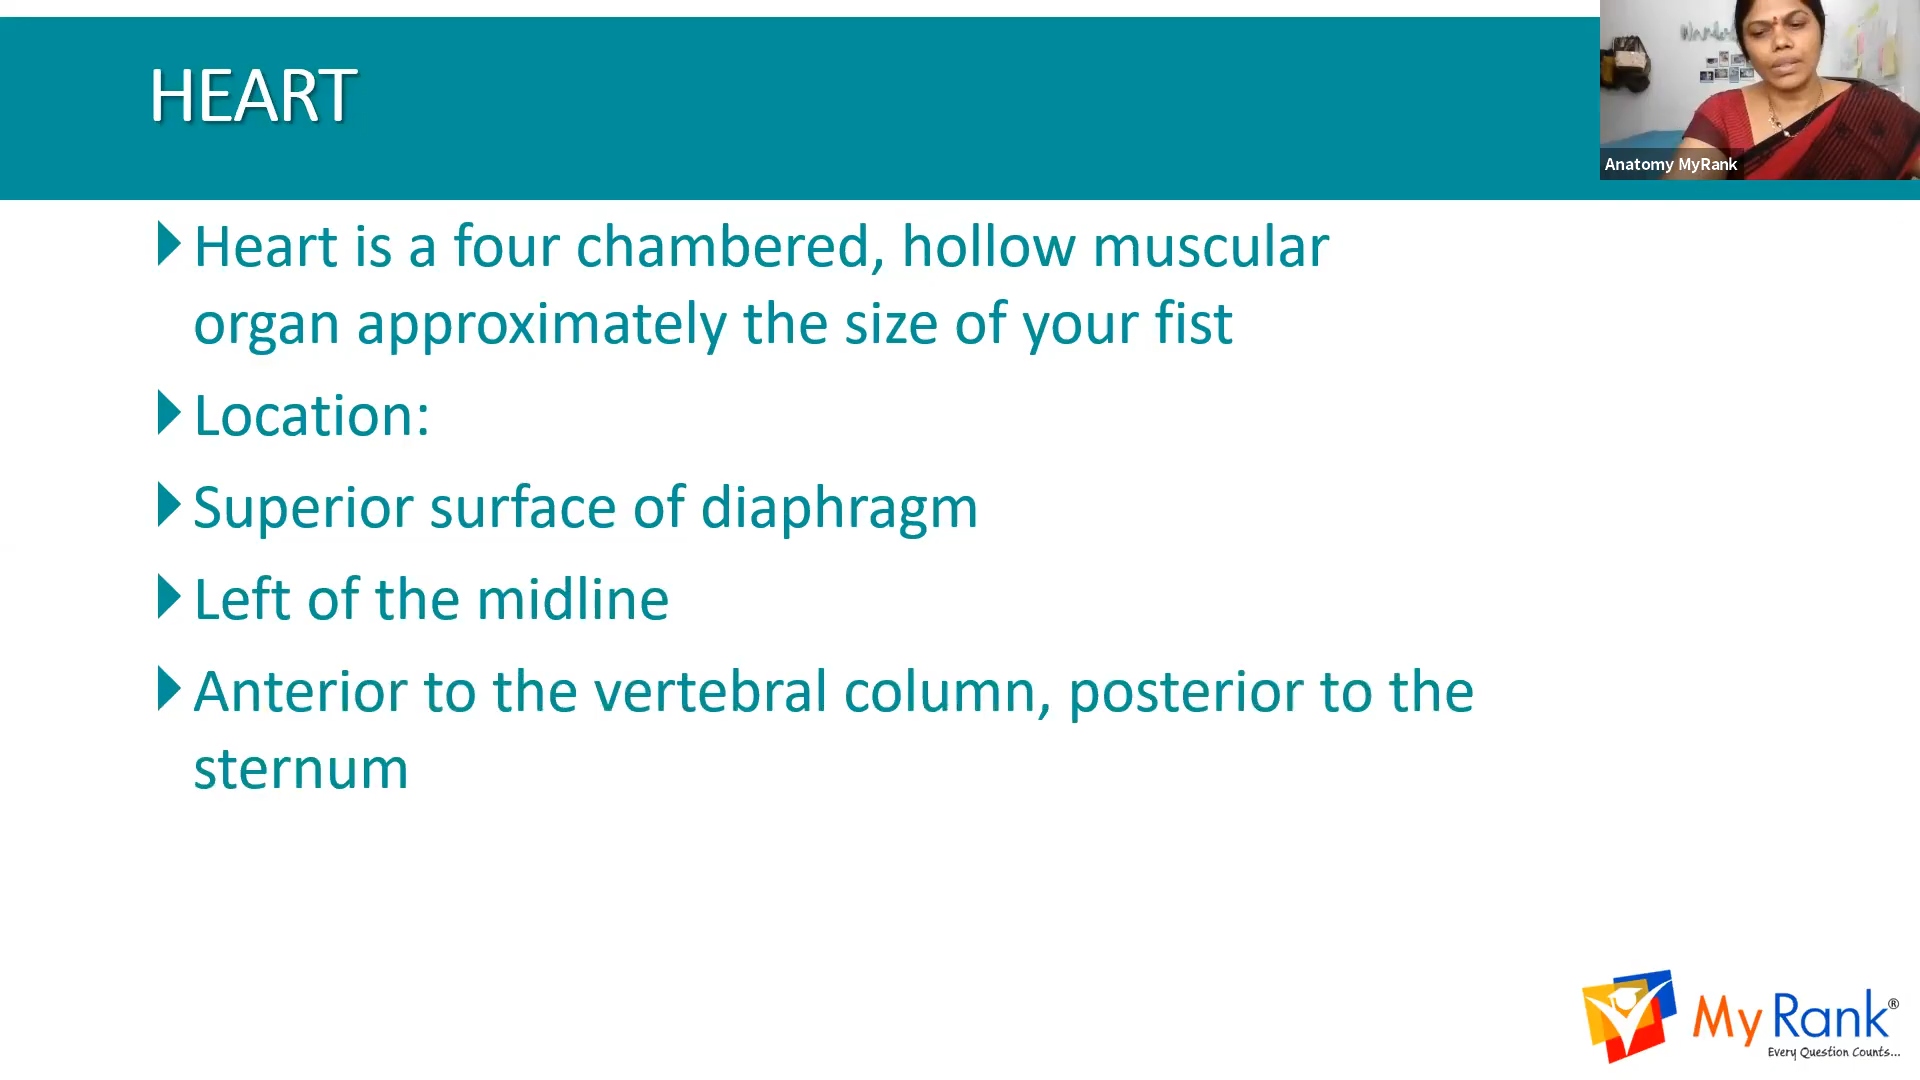 HEART
Anatomy MyRank
Heart is a four chambered, hollow muscular
organ approximately the size of your fist
Location:
Superior surface of diaphragm
Left of the midline
Anterior to the vertebral column, posterior to the
sternum
My Rank®
Every Question Counts...